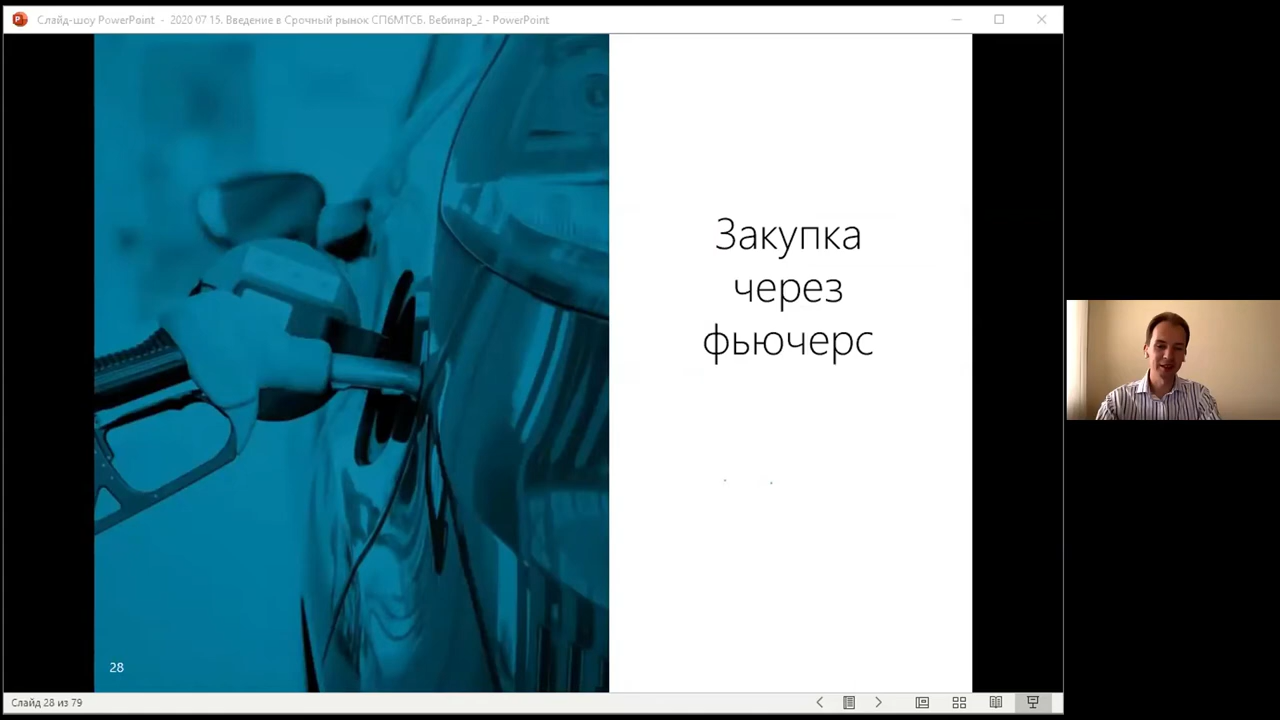 Слайд-шоу PowerPoint - 2020 07 15. Введение в Срочный рынок СПбМТСБ. Вебинар_2 - PowerPoint
Закупка
через
фьючерс
28
Слайд 28 из 79